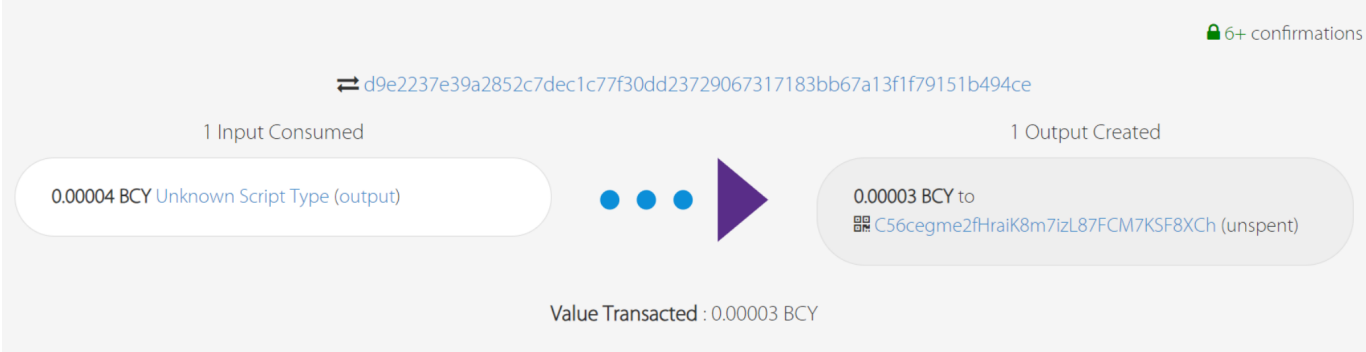 6+ confirmations
d9e2237e39a2852c7dec1c77f30dd23729067317183bb67a13f1f79151b494ce
1 Input Consumed
1 Output Created
0.00004 BCY Unknown Script Type (output)
0.00003 BCY to
C56cegme2fHraiK8m7izL87FCM7KSF8XCh (unspent)
Value Transacted : 0.00003 BCY